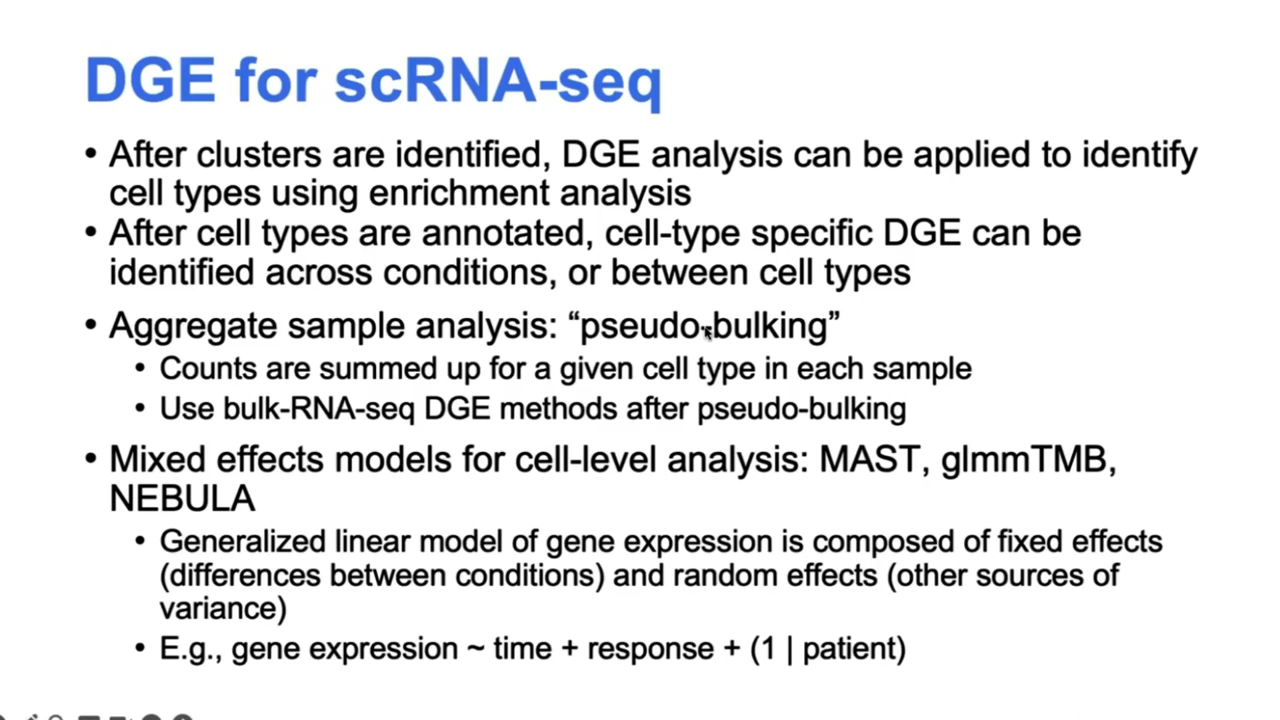 DGE for scRNA-seq
• After clusters are identified, DGE analysis can be applied to identify
cell types using enrichment analysis
• After cell types are annotated, cell-type specific DGE can be
identified across conditions, or between cell types
• Aggregate sample analysis: “pseudo-bulking”
• Counts are summed up for a given cell type in each sample
• Use bulk-RNA-seq DGE methods after pseudo-bulking
• Mixed effects models for cell-level analysis: MAST, glmmTMB,
NEBULA
• Generalized linear model of gene expression is composed of fixed effects
(differences between conditions) and random effects (other sources of
variance)
• E.g., gene expression ~ time + response + (1 | patient)